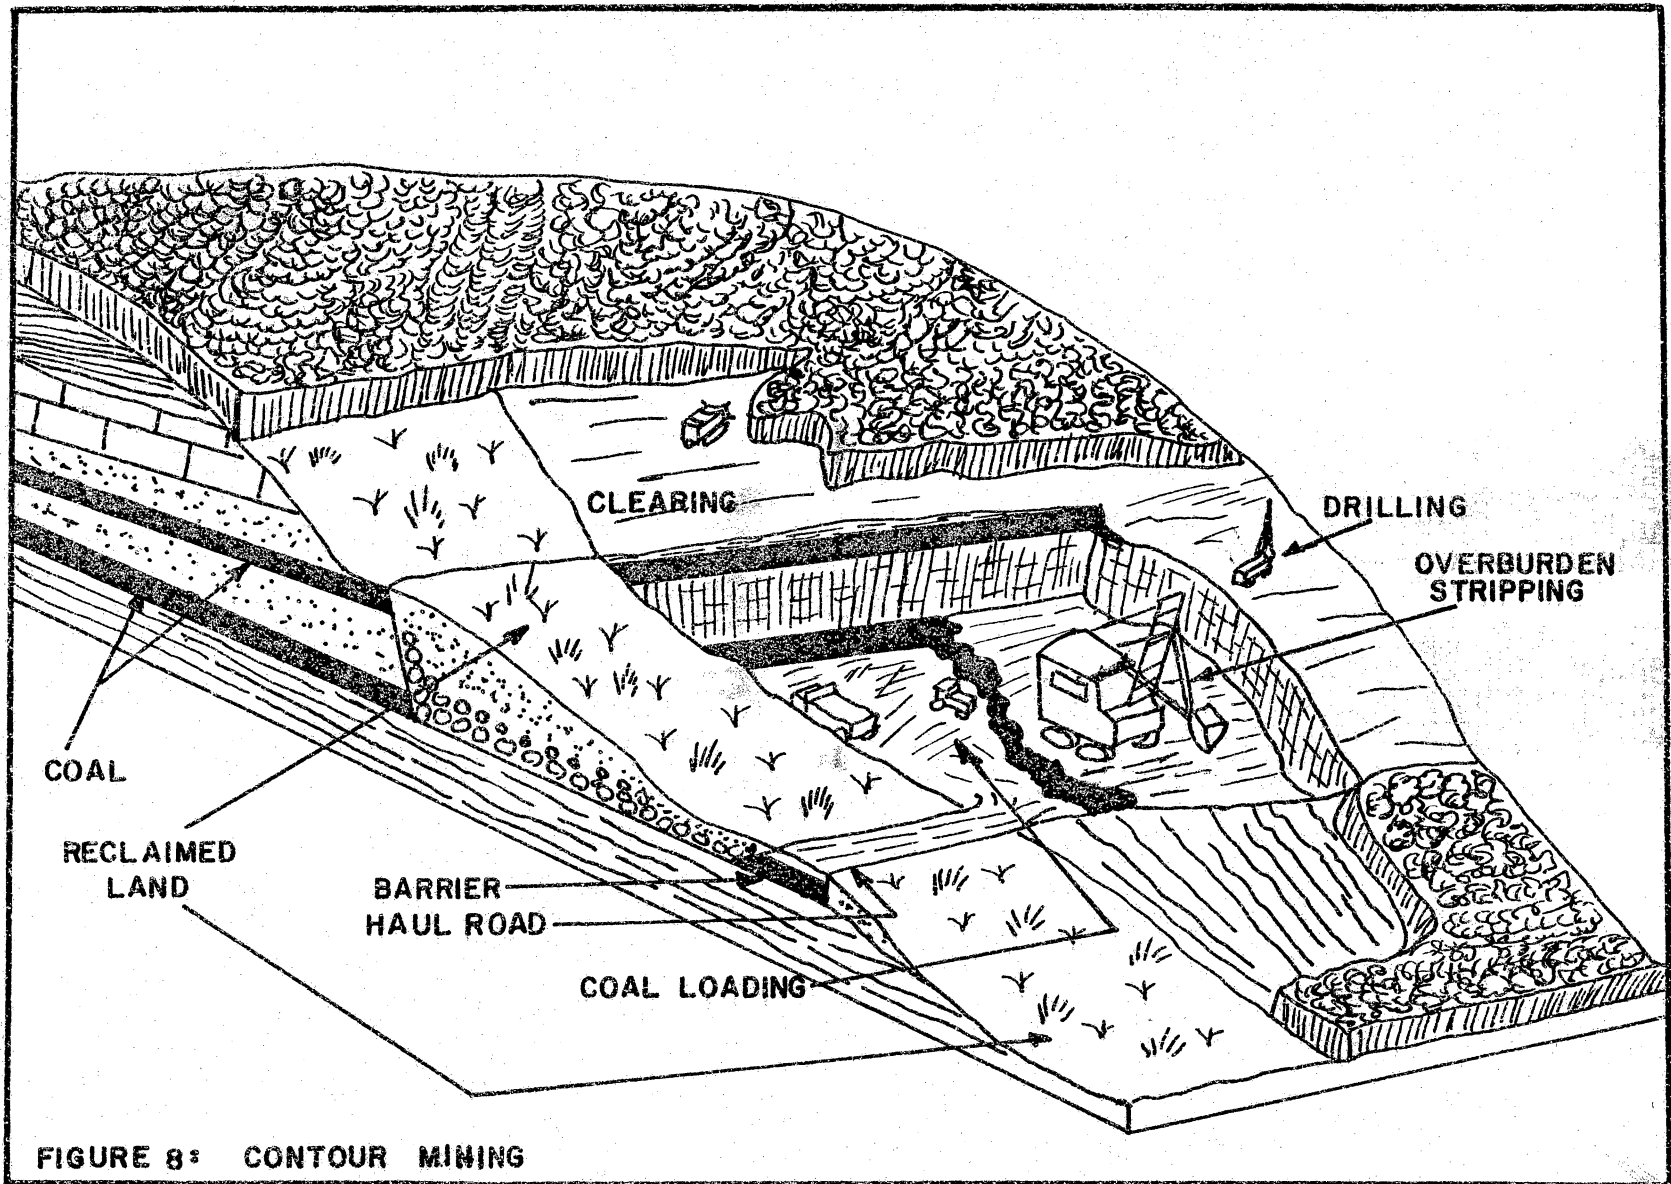 CLEARING
DRILLING
OVERBURDEN
STRIPPING
COAL
RECLAIMED
LAND
BARRIER
HAUL ROAD
COAL LOADING
FIGURE 8: CONTOUR MINING